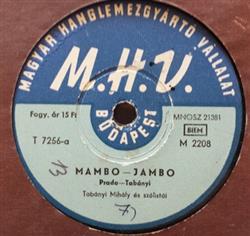 MAGYAR HANGLEMEZGYÁRTÓ VÁLLALAT
M.H.V.
BUDAPEST
Fogy. ár 15 Ft
MNOSZ 21381
BIEM
T 7256-a
M 2208
MAMBO — JAMBO
Prado—Tabányi
Tabányi Mihály és szólistái